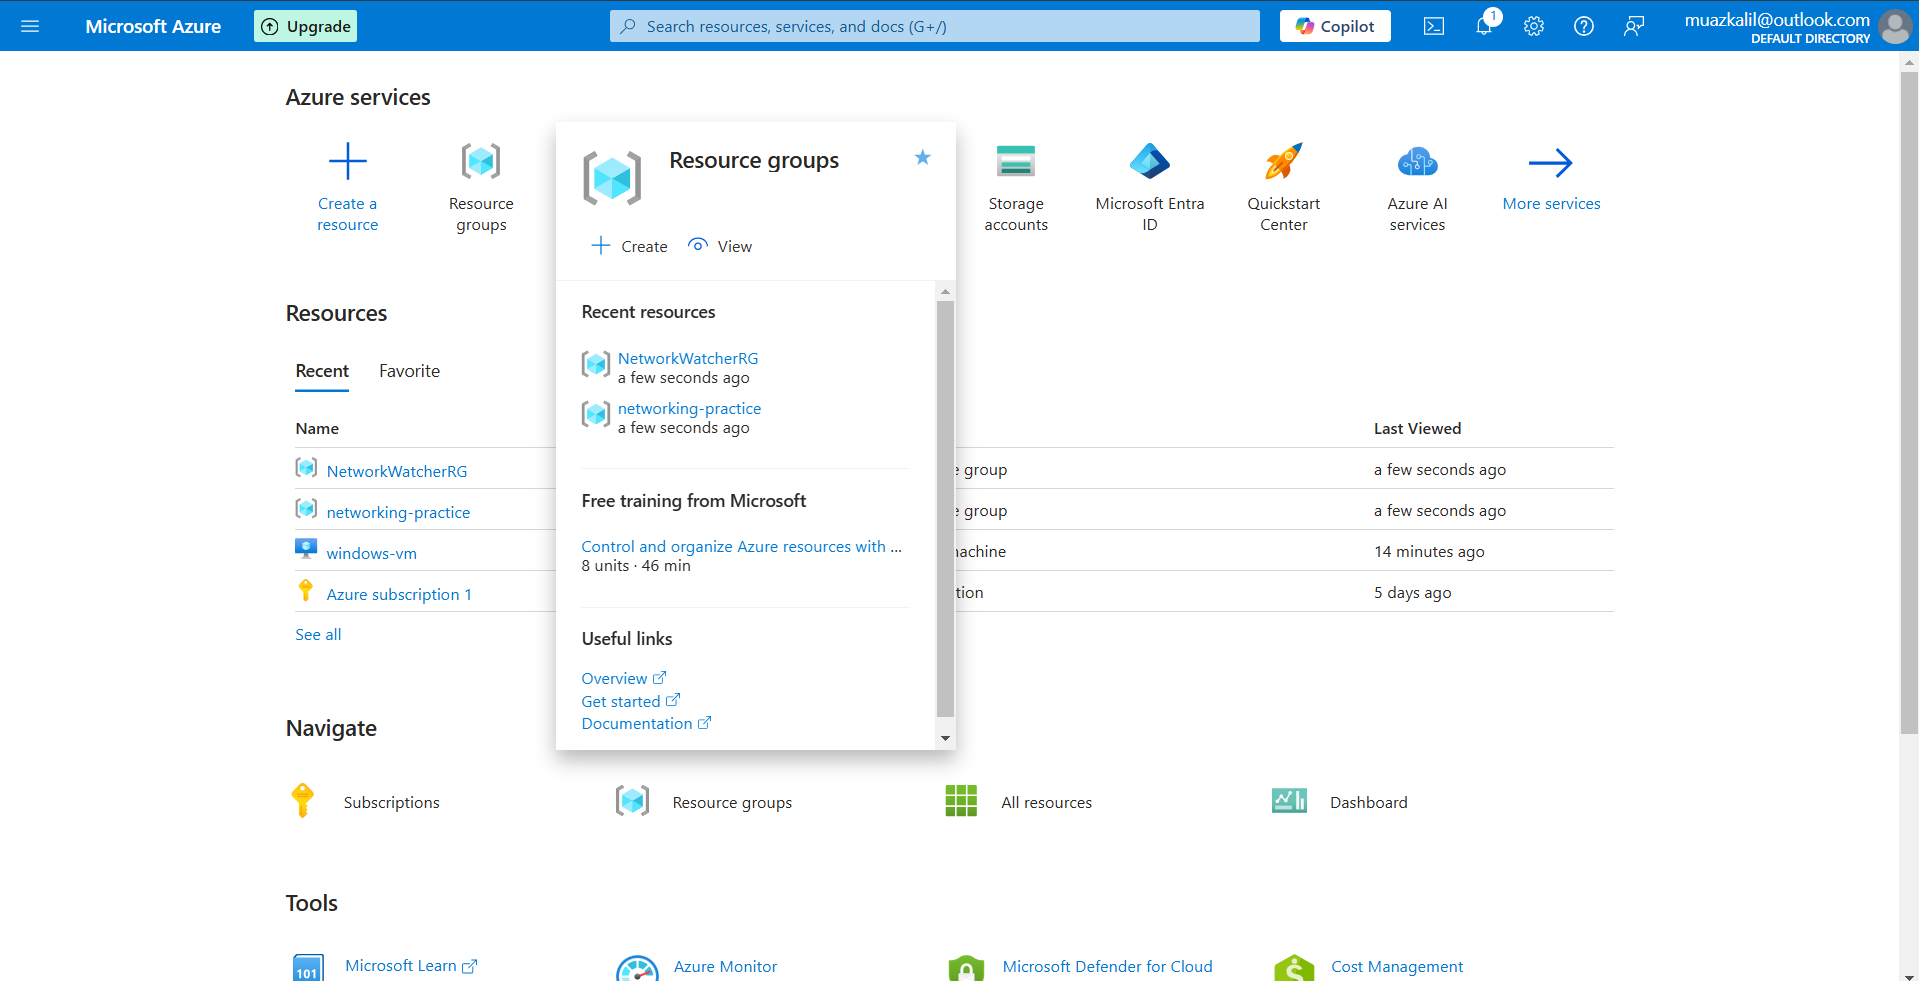 Microsoft Azure
Upgrade
Search resources, services, and docs (G+/)
Copilot
1
muazkalil@outlook.com
DEFAULT DIRECTORY
Azure services
Create a
resource
Resource
groups
Storage
accounts
Microsoft Entra
ID
Quickstart
Center
Azure AI
services
More services
Resource groups
Create
View
Recent resources
NetworkWatcherRG
a few seconds ago
networking-practice
a few seconds ago
Free training from Microsoft
Control and organize Azure resources with ...
8 units · 46 min
Useful links
Overview
Get started
Documentation
Resources
Recent Favorite
Name Last Viewed
NetworkWatcherRG e group a few seconds ago
networking-practice e group a few seconds ago
windows-vm achine 14 minutes ago
Azure subscription 1 tion 5 days ago
See all
Navigate
Subscriptions
Resource groups
All resources
Dashboard
Tools
101
Microsoft Learn
Azure Monitor
Microsoft Defender for Cloud
Cost Management